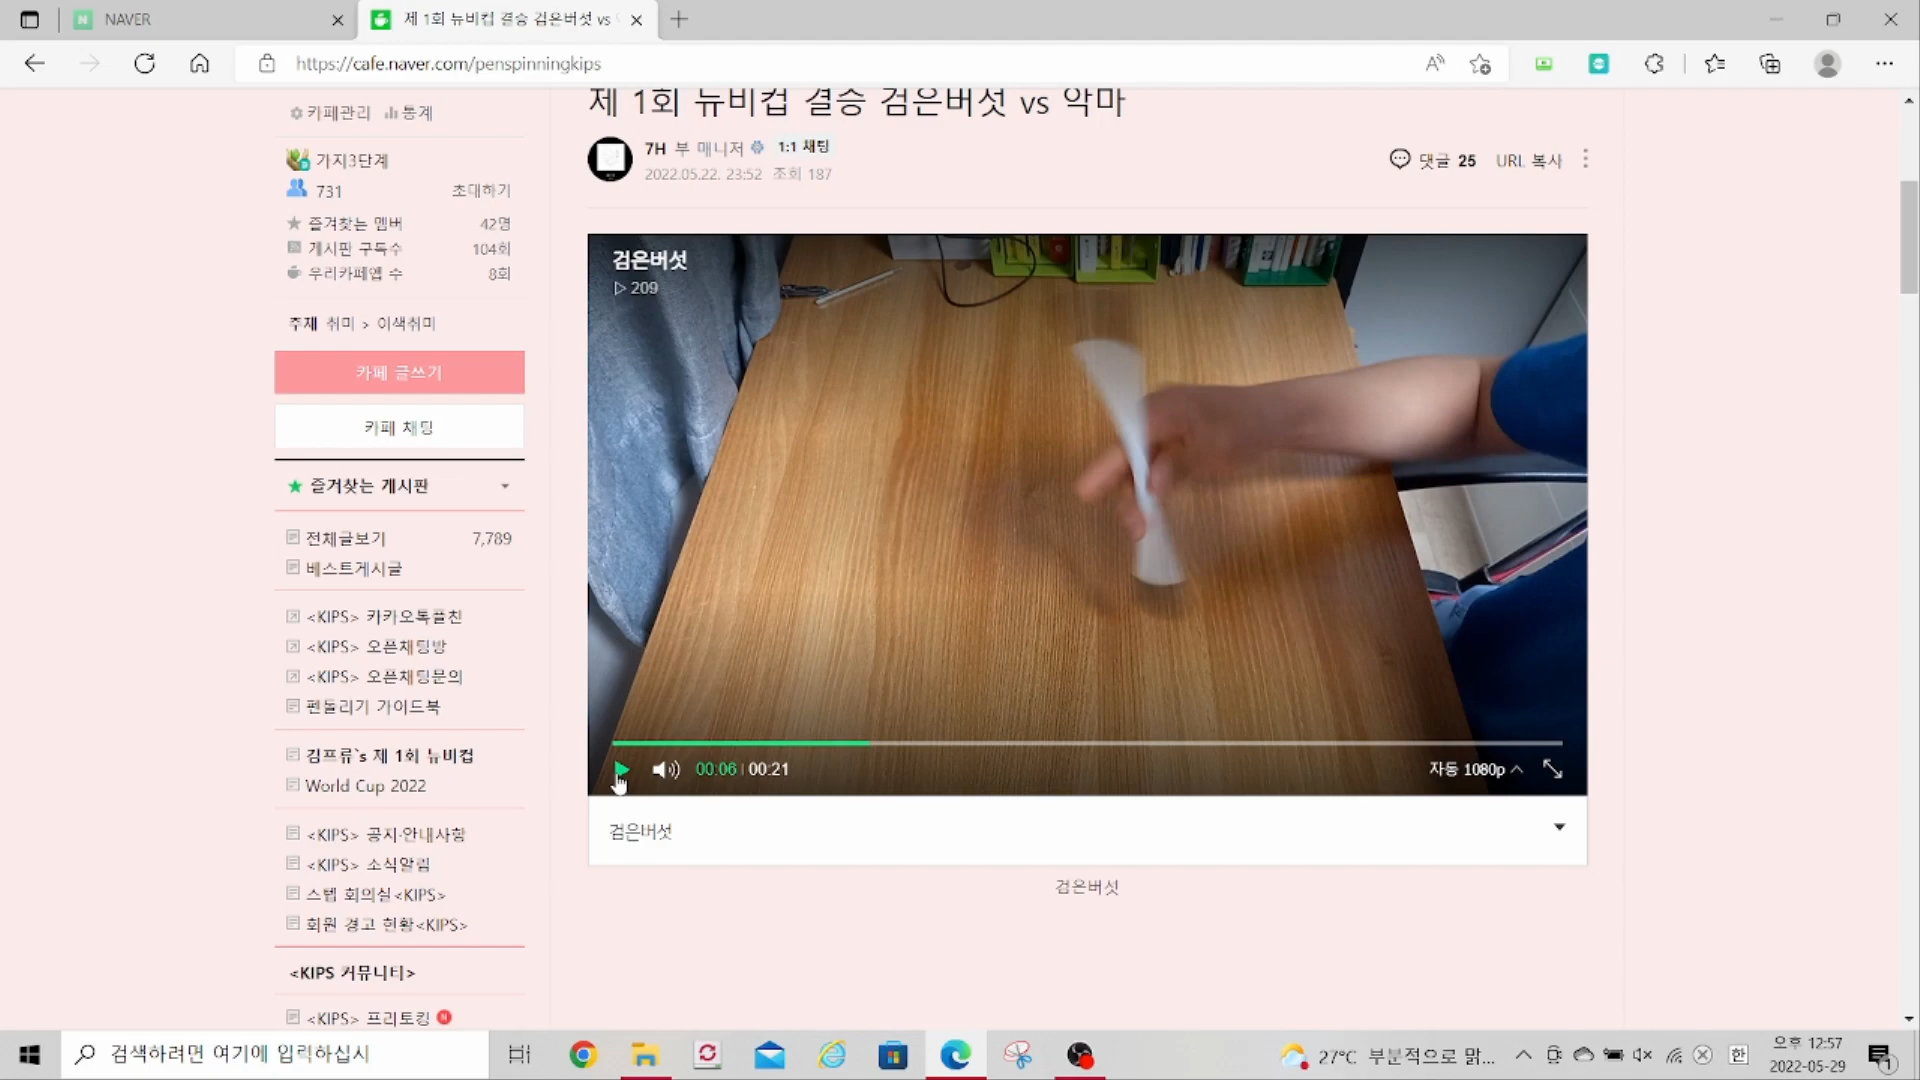 NAVER
제 1회 뉴비컵 결승 검은버섯 vs
https://cafe.naver.com/penspinningkips
카페관리 통계
가지3단계
731 초대하기
즐겨찾는 멤버 42명
게시판 구독수 104회
우리카페앱 수 8회
주제 취미 > 이색취미
카페 글쓰기
카페 채팅
즐겨찾는 게시판
전체글보기 7,789
베스트게시글
<KIPS> 카카오톡플친
<KIPS> 오픈채팅방
<KIPS> 오픈채팅문의
펜돌리기 가이드북
김프류`s 제 1회 뉴비컵
World Cup 2022
<KIPS> 공지·안내사항
<KIPS> 소식알림
스텝 회의실<KIPS>
회원 경고 현황<KIPS>
<KIPS 커뮤니티>
<KIPS> 프리토킹 N
제 1회 뉴비컵 결승 검은버섯 vs 악마
7H 부 매니저 1:1 채팅
2022.05.22. 23:52 조회 187
댓글 25 URL 복사
검은버섯
209
00:06 | 00:21
자동 1080p
검은버섯
검은버섯
검색하려면 여기에 입력하십시
27°C 부분적으로 맑...
한
오후 12:57
2022-05-29
1